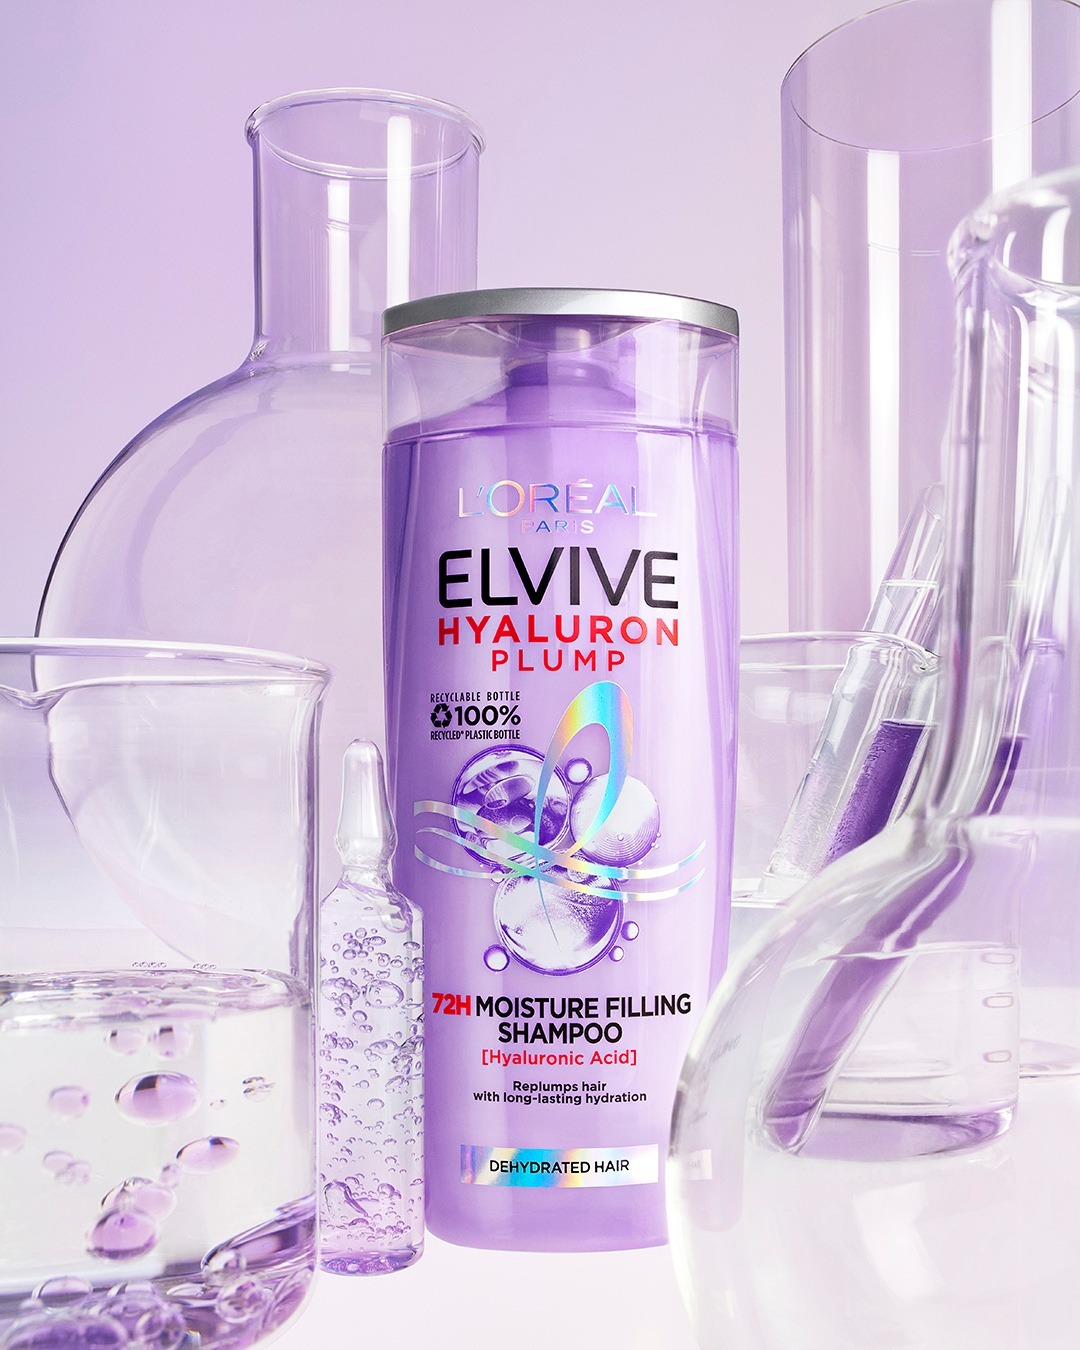 L'ORÉAL
PARIS
ELVIVE
HYALURON
PLUMP
RECYCLABLE BOTTLE
100%
RECYCLED* PLASTIC BOTTLE
72H MOISTURE FILLING
SHAMPOO
[Hyaluronic Acid]
Replumps hair
with long-lasting hydration
DEHYDRATED HAIR